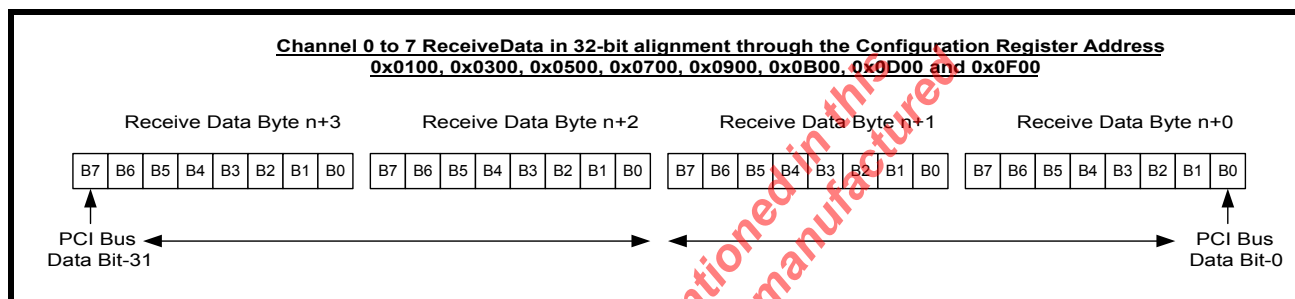 Channel 0 to 7 ReceiveData in 32-bit alignment through the Configuration Register Address
0x0100, 0x0300, 0x0500, 0x0700, 0x0900, 0x0B00, 0x0D00 and 0x0F00
Receive Data Byte n+3 Receive Data Byte n+2 Receive Data Byte n+1 Receive Data Byte n+0
B7 B6 B5 B4 B3 B2 B1 B0 B7 B6 B5 B4 B3 B2 B1 B0 B7 B6 B5 B4 B3 B2 B1 B0 B7 B6 B5 B4 B3 B2 B1 B0
PCI Bus PCI Bus
Data Bit-31 Data Bit-0
in this
manufactured